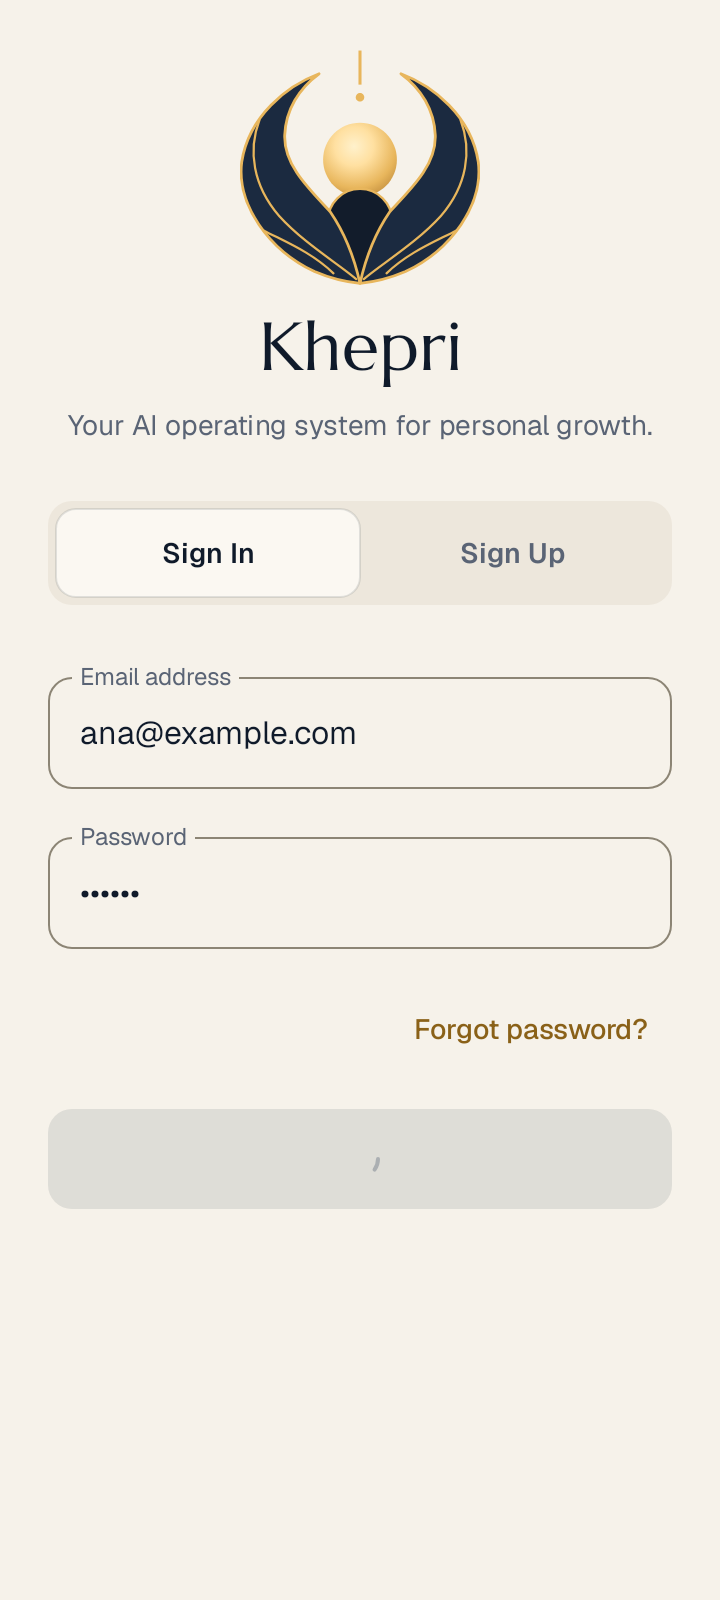 Khepri
Your AI operating system for personal growth.
Sign In
Sign Up
Email address
ana@example.com
Password
••••••
Forgot password?